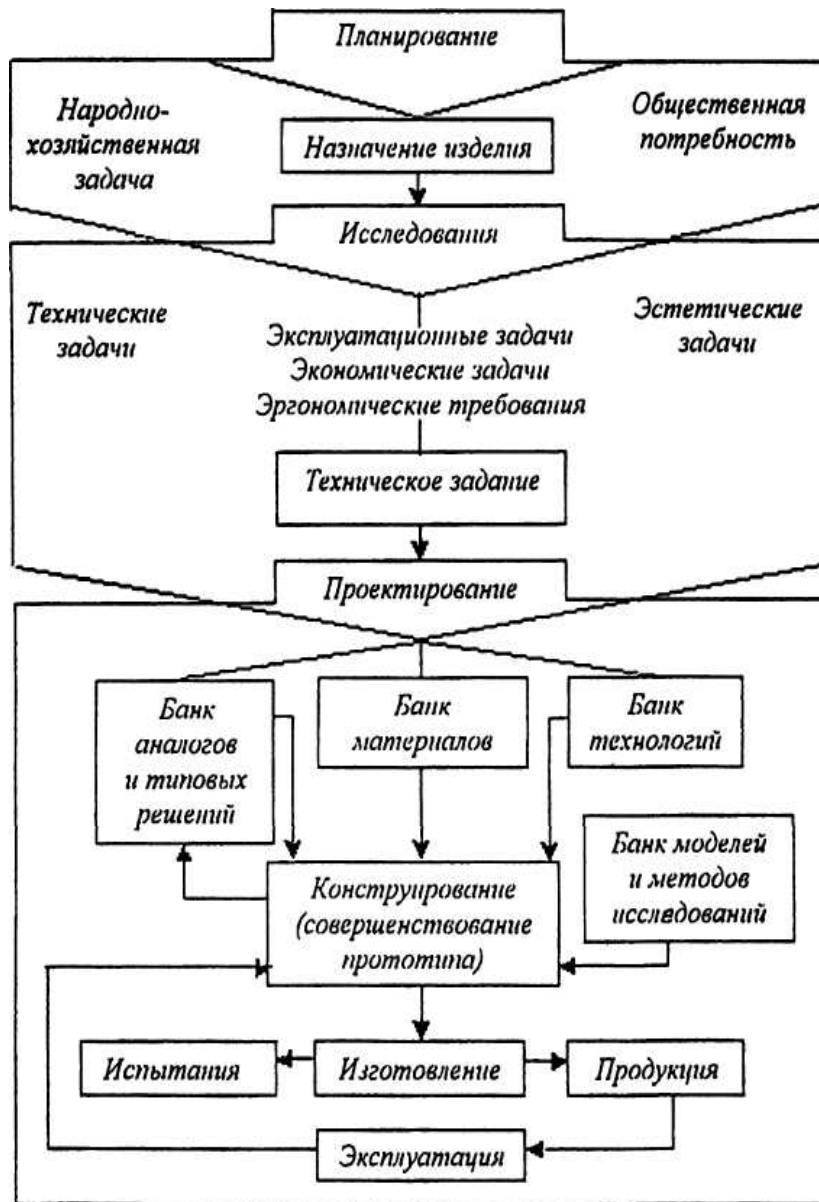 Планирование
Народно-
хозяйственная
задача
Общественная
потребность
Назначение изделия
Исследования
Технические
задачи
Эстетические
задачи
Эксплуатационные задачи
Экономические задачи
Эргономические требования
Техническое задание
Проектирование
Банк
аналогов
и типовых
решений
Банк
материалов
Банк
технологий
Банк моделей
и методов
исследований
Конструирование
(совершенствование
прототипа)
Испытания
Изготовление
Продукция
Эксплуатация